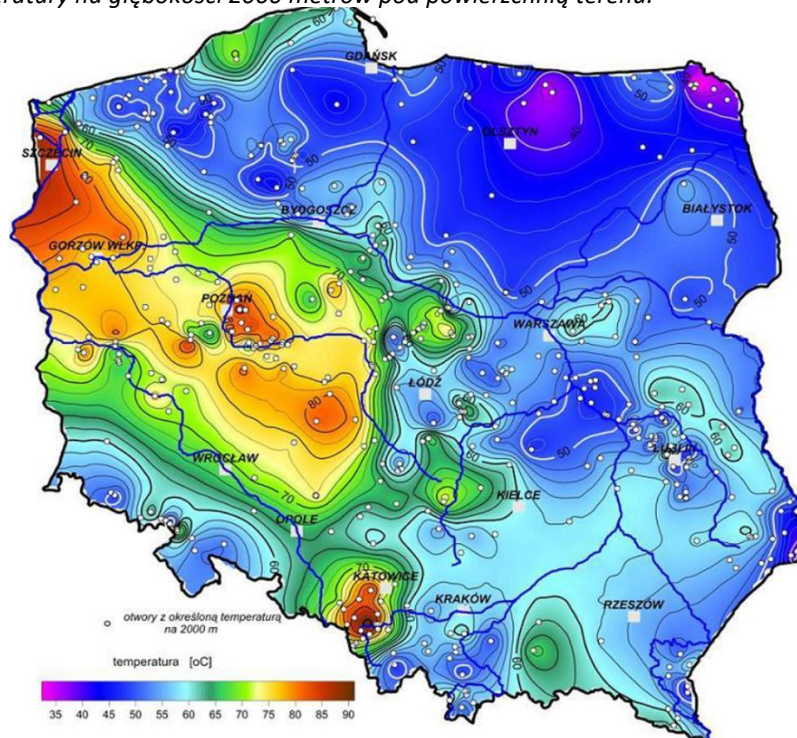 eratury na głębokości 2000 metrów pod powierzchnią terenu.
GDAŃSK
OLSZTYN
SZCZECIN
BIAŁYSTOK
BYDGOSZCZ
GORZÓW WLKP.
POZNAŃ
WARSZAWA
ŁÓDŹ
LUBLIN
WROCŁAW
KIELCE
OPOLE
KATOWICE
KRAKÓW
RZESZÓW
otwory z określoną temperaturą
na 2000 m
temperatura [oC]
35 40 45 50 55 60 65 70 75 80 85 90